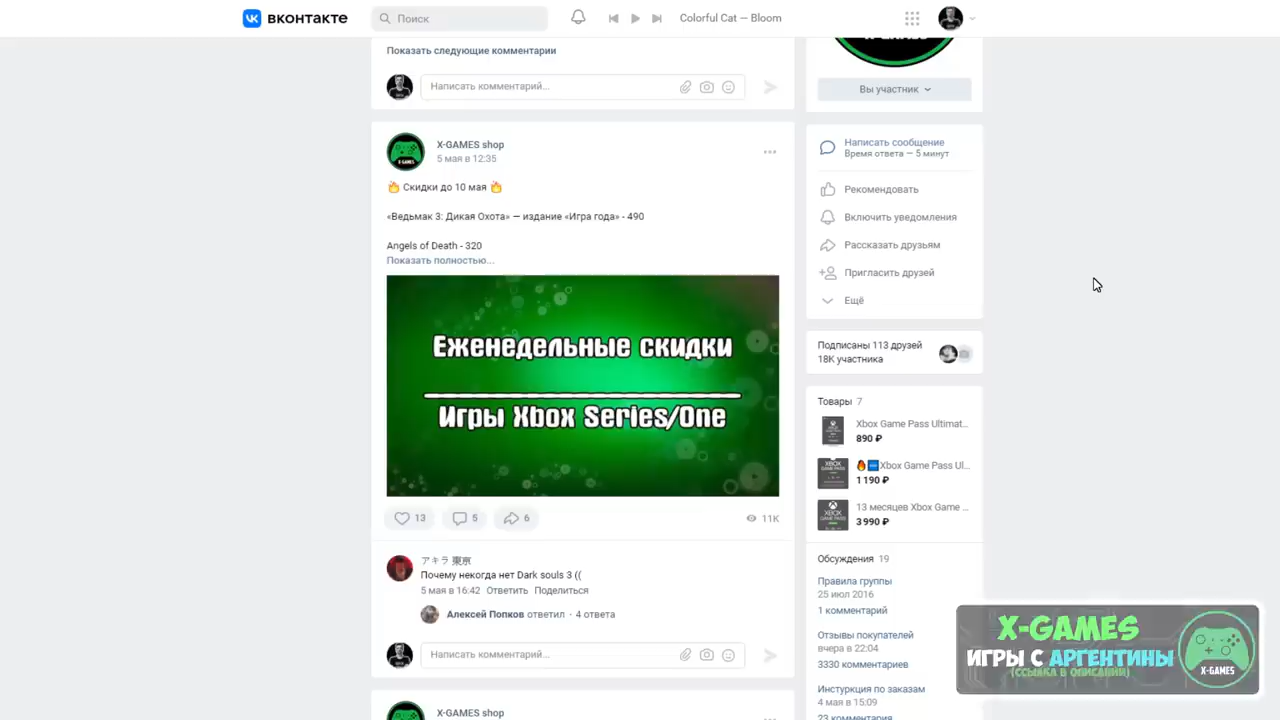 вконтакте
Поиск
Colorful Cat — Bloom
Показать следующие комментарии
Написать комментарий...
X-GAMES shop
5 мая в 12:35
🔥 Скидки до 10 мая 🔥
«Ведьмак 3: Дикая Охота» — издание «Игра года» - 490
Angels of Death - 320
Показать полностью...
Еженедельные скидки
Игры Xbox Series/One
13
5
6
11K
アキラ 東京
Почему некогда нет Dark souls 3 ((
5 мая в 16:42 Ответить Поделиться
Алексей Попков ответил · 4 ответа
Написать комментарий...
X-GAMES shop
Вы участник
Написать сообщение
Время ответа — 5 минут
Рекомендовать
Включить уведомления
Рассказать друзьям
Пригласить друзей
Ещё
Подписаны 113 друзей
18K участника
Товары 7
Xbox Game Pass Ultimat...
890 ₽
Xbox Game Pass Ul...
1 190 ₽
13 месяцев Xbox Game ...
3 990 ₽
Обсуждения 19
Правила группы
25 июл 2016
1 комментарий
Отзывы покупателей
вчера в 22:04
3330 комментариев
Инструкция по заказам
4 мая в 15:09
23 комментария
X-GAMES
ИГРЫ С АРГЕНТИНЫ
(ССЫЛКА В ОПИСАНИИ)
X-GAMES